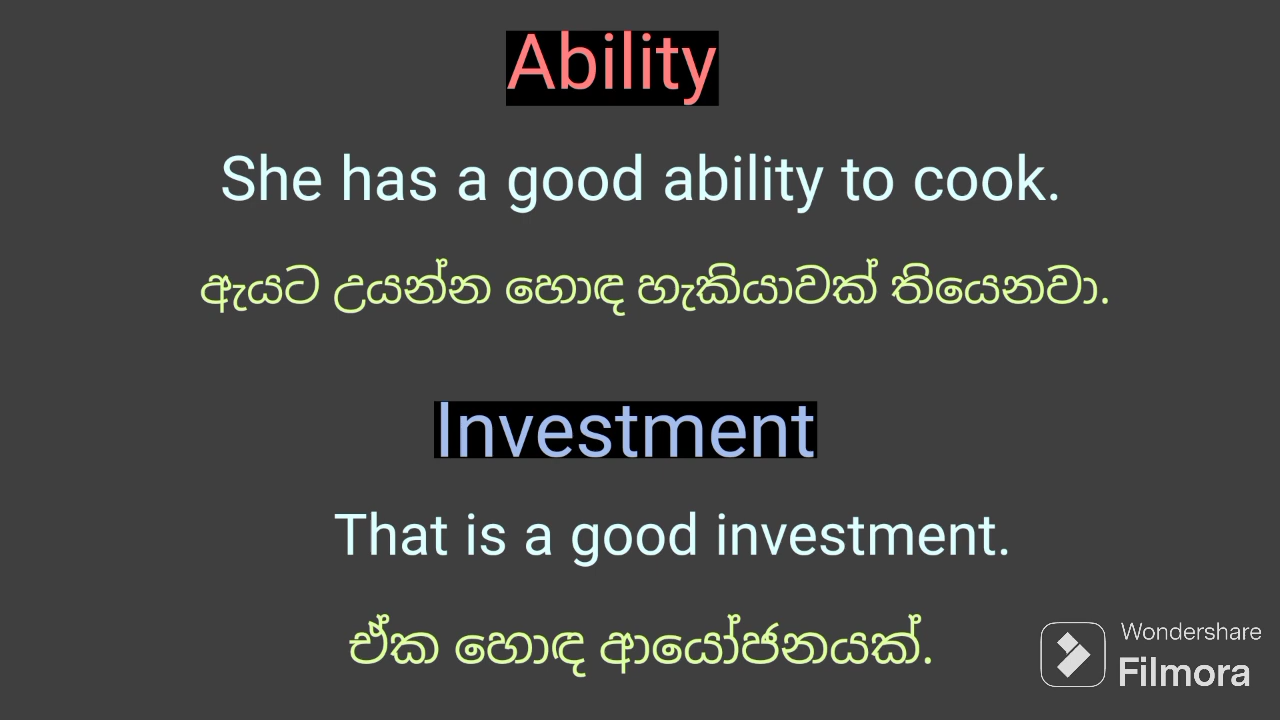 Ability
She has a good ability to cook.
ඇයට උයන්න හොඳ හැකියාවක් තියෙනවා.
Investment
That is a good investment.
ඒක හොඳ ආයෝජනයක්.
Wondershare
Filmora